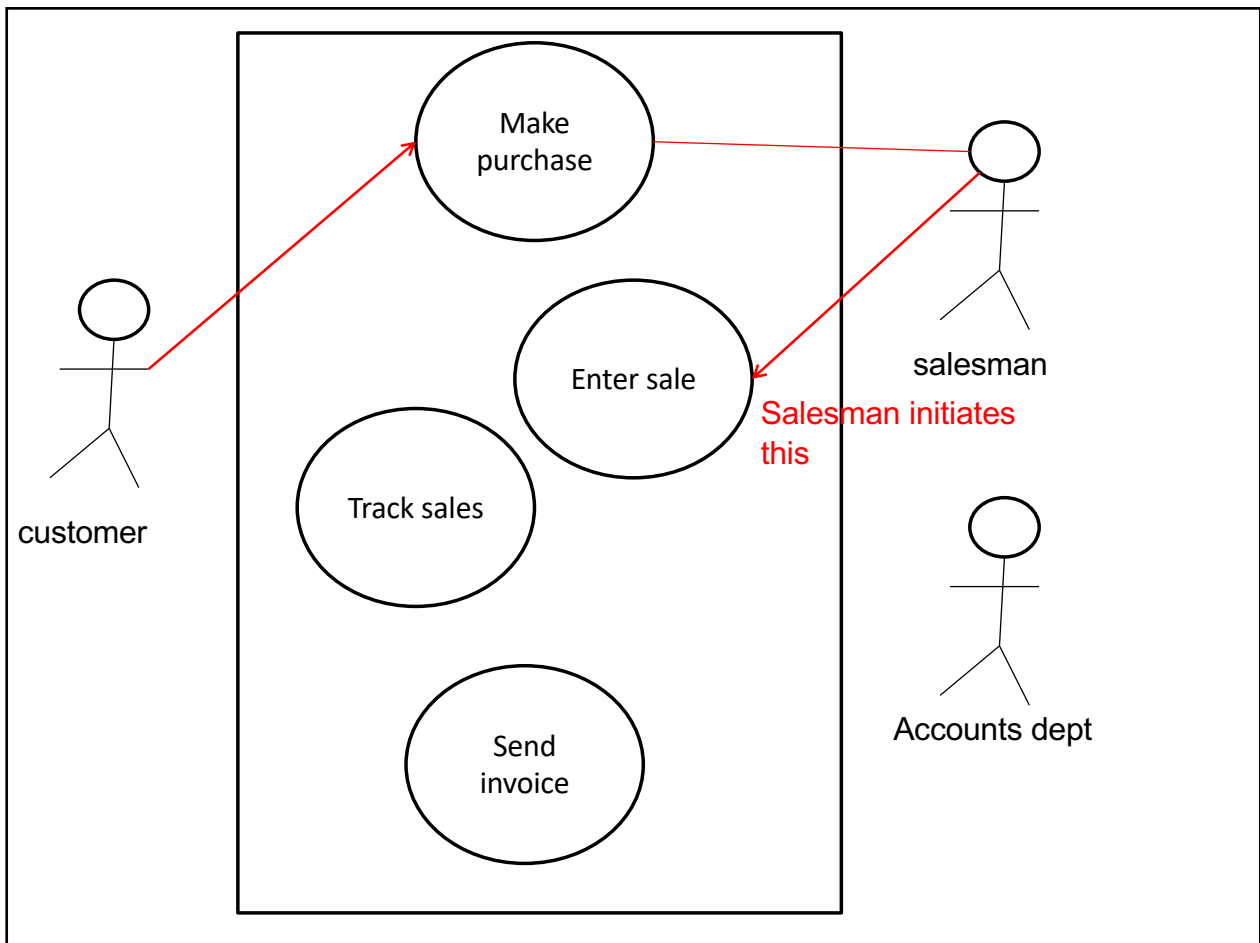 Make
purchase
Enter sale
salesman
Salesman initiates
this
Track sales
customer
Accounts dept
Send
invoice